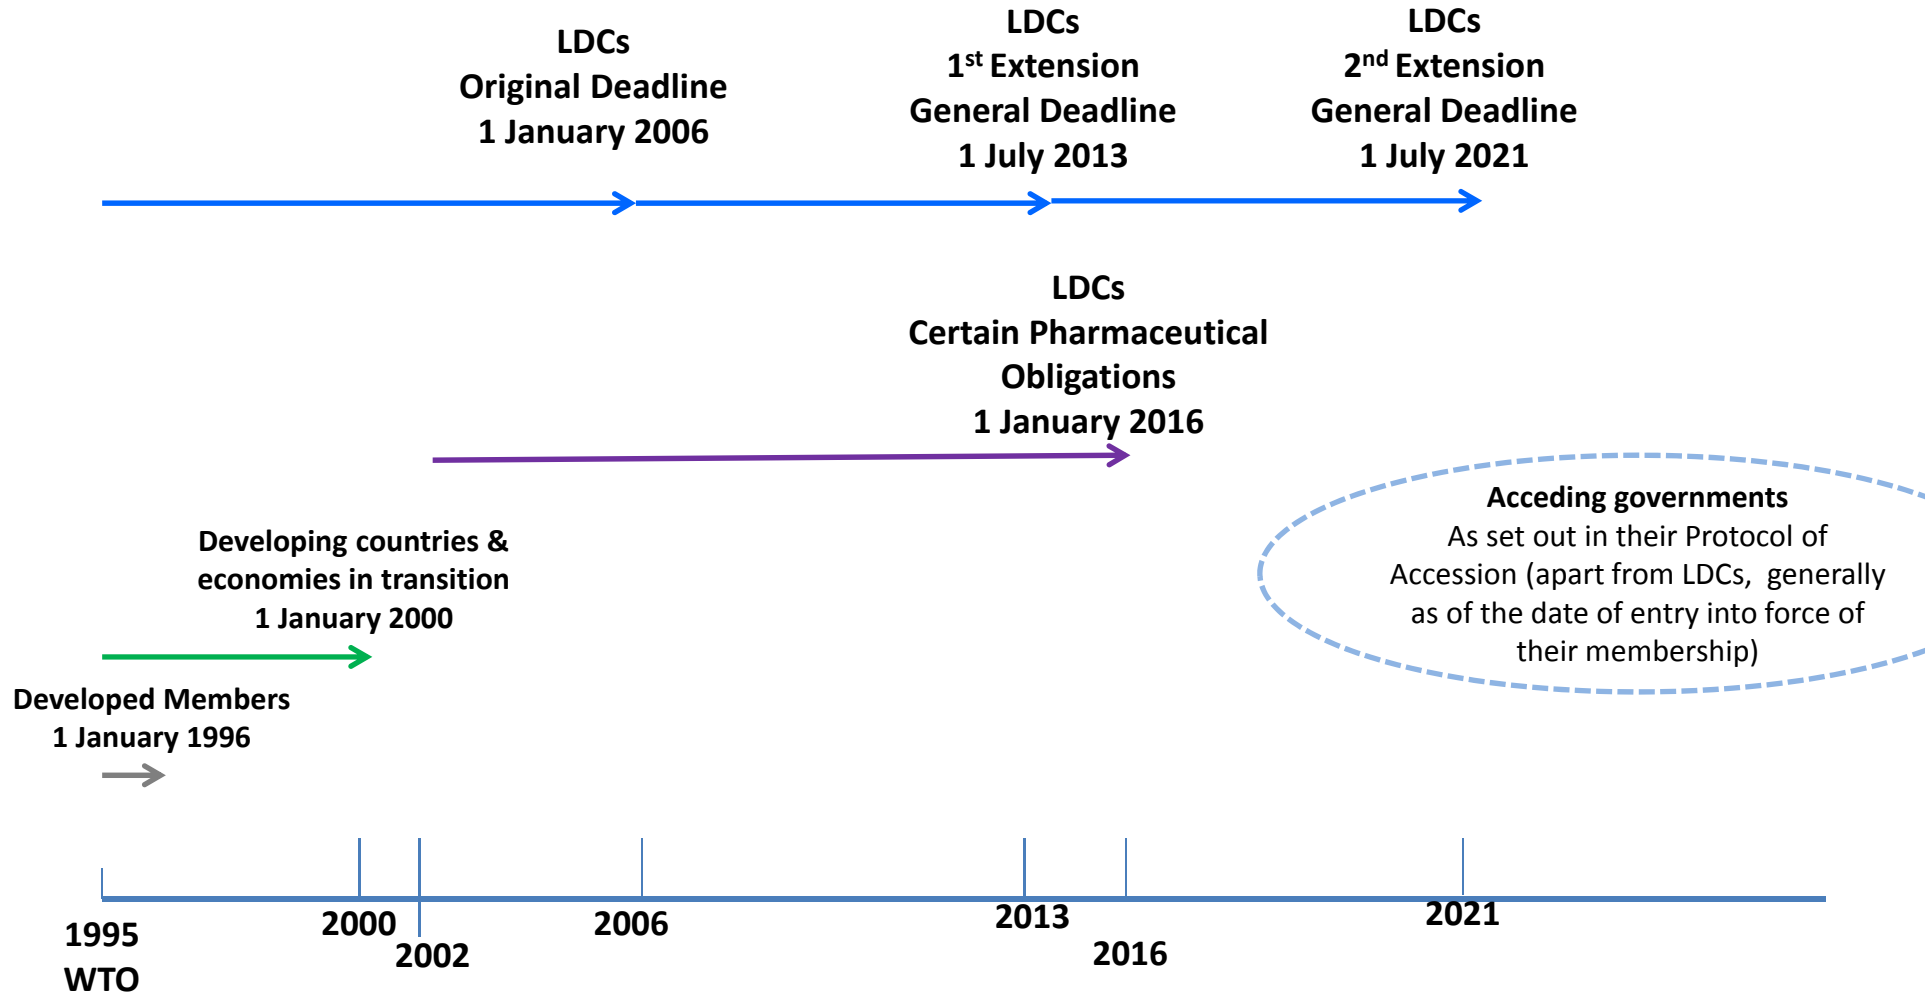 LDCs
Original Deadline
1 January 2006
LDCs
1st Extension
General Deadline
1 July 2013
LDCs
2nd Extension
General Deadline
1 July 2021
LDCs
Certain Pharmaceutical
Obligations
1 January 2016
Acceding governments
As set out in their Protocol of
Accession (apart from LDCs, generally
as of the date of entry into force of
their membership)
Developing countries &
economies in transition
1 January 2000
Developed Members
1 January 1996
1995
WTO
2000
2002
2006
2013
2016
2021